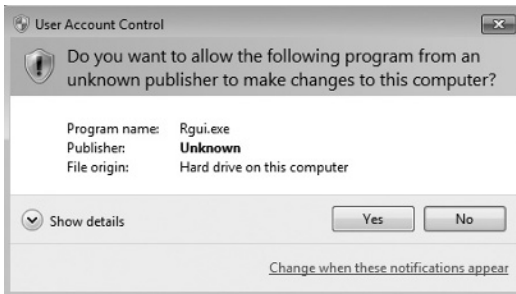 User Account Control
Do you want to allow the following program from an
unknown publisher to make changes to this computer?
Program name: Rgui.exe
Publisher: Unknown
File origin: Hard drive on this computer
Show details
Yes
No
Change when these notifications appear